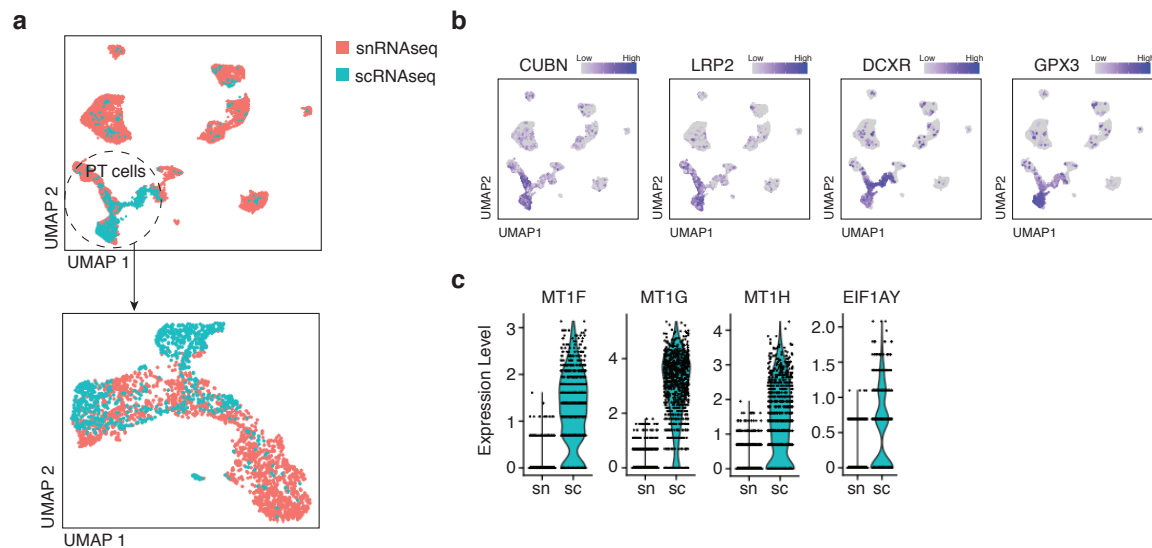 a
snRNAseq
scRNAseq
PT cells
UMAP 2
UMAP 1
UMAP 2
UMAP 1
b
CUBN Low High
LRP2 Low High
DCXR Low High
GPX3 Low High
UMAP2 UMAP2 UMAP2 UMAP2
UMAP1 UMAP1 UMAP1 UMAP1
c
MT1F MT1G MT1H EIF1AY
Expression Level
3 2 1 0
4 2 0
4 3 2 1 0
2.0 1.5 1.0 0.5 0.0
sn sc sn sc sn sc sn sc